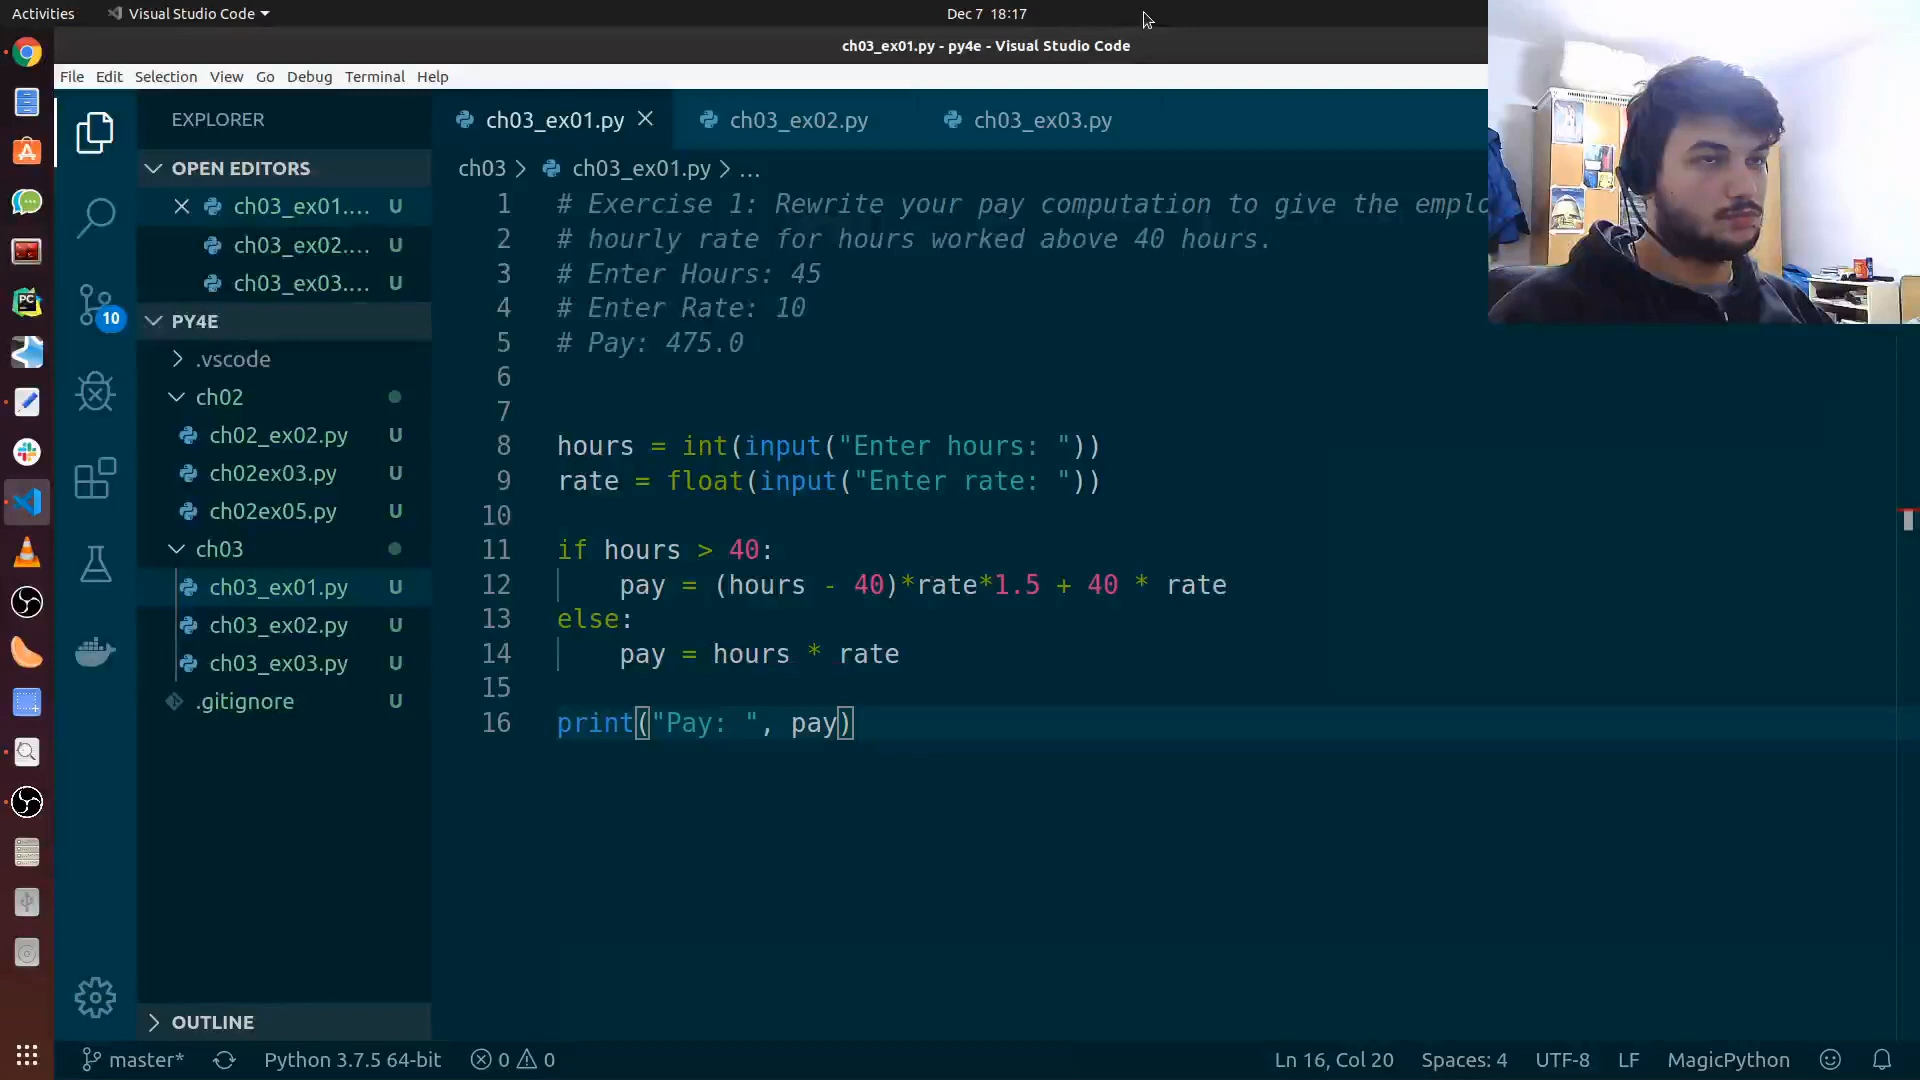 Activities
Visual Studio Code
Dec 7 18:17
ch03_ex01.py - py4e - Visual Studio Code
File Edit Selection View Go Debug Terminal Help
EXPLORER
OPEN EDITORS
ch03_ex01.... U
ch03_ex02.... U
ch03_ex03.... U
PY4E
.vscode
ch02
ch02_ex02.py U
ch02ex03.py U
ch02ex05.py U
ch03
ch03_ex01.py U
ch03_ex02.py U
ch03_ex03.py U
.gitignore U
OUTLINE
10
PC
ch03_ex01.py ch03_ex02.py ch03_ex03.py
ch03 > ch03_ex01.py > ...
1 # Exercise 1: Rewrite your pay computation to give the emplo
2 # hourly rate for hours worked above 40 hours.
3 # Enter Hours: 45
4 # Enter Rate: 10
5 # Pay: 475.0
6
7
8 hours = int(input("Enter hours: "))
9 rate = float(input("Enter rate: "))
10
11 if hours > 40:
12 pay = (hours - 40)*rate*1.5 + 40 * rate
13 else:
14 pay = hours * rate
15
16 print("Pay: ", pay)
master* Python 3.7.5 64-bit 0 0 Ln 16, Col 20 Spaces: 4 UTF-8 LF MagicPython